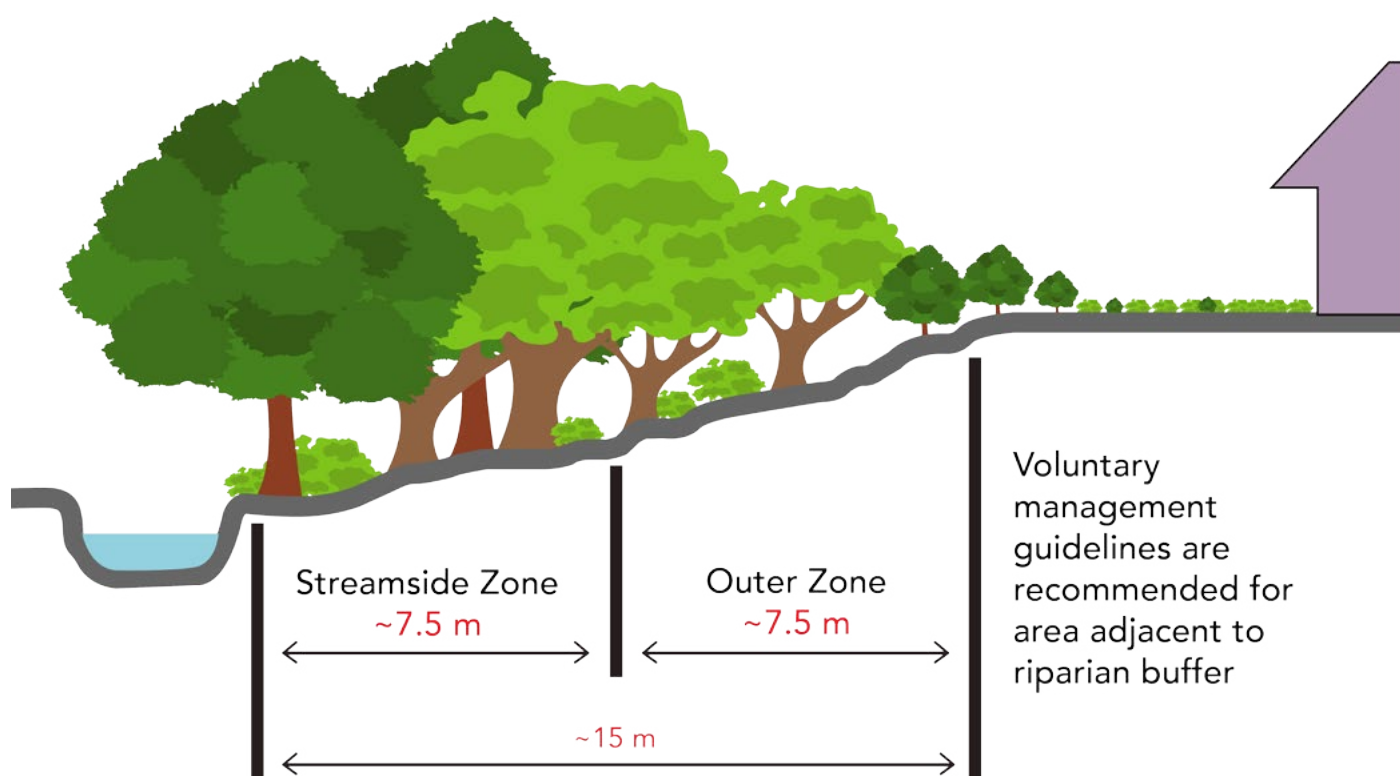 Streamside Zone
~7.5 m
Outer Zone
~7.5 m
~15 m
Voluntary
management
guidelines are
recommended for
area adjacent to
riparian buffer